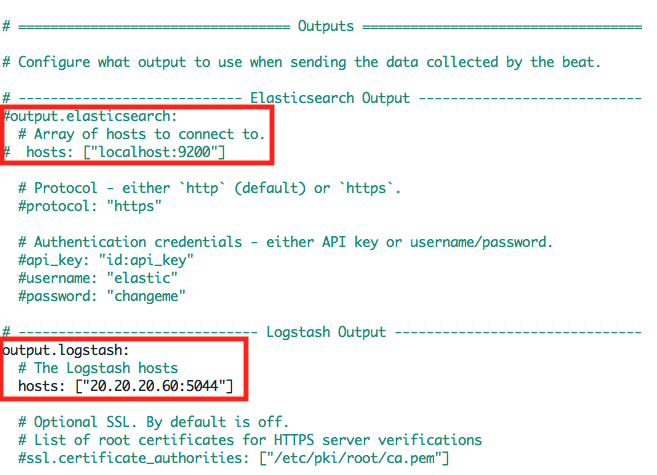 # ================================== Outputs ===================================
# Configure what output to use when sending the data collected by the beat.
# ---------------------------- Elasticsearch Output ----------------------------
#output.elasticsearch:
  # Array of hosts to connect to.
#  hosts: ["localhost:9200"]
  # Protocol - either `http` (default) or `https`.
  #protocol: "https"
  # Authentication credentials - either API key or username/password.
  #api_key: "id:api_key"
  #username: "elastic"
  #password: "changeme"
# ------------------------------ Logstash Output -------------------------------
output.logstash:
  # The Logstash hosts
  hosts: ["20.20.20.60:5044"]
  # Optional SSL. By default is off.
  # List of root certificates for HTTPS server verifications
  #ssl.certificate_authorities: ["/etc/pki/root/ca.pem"]